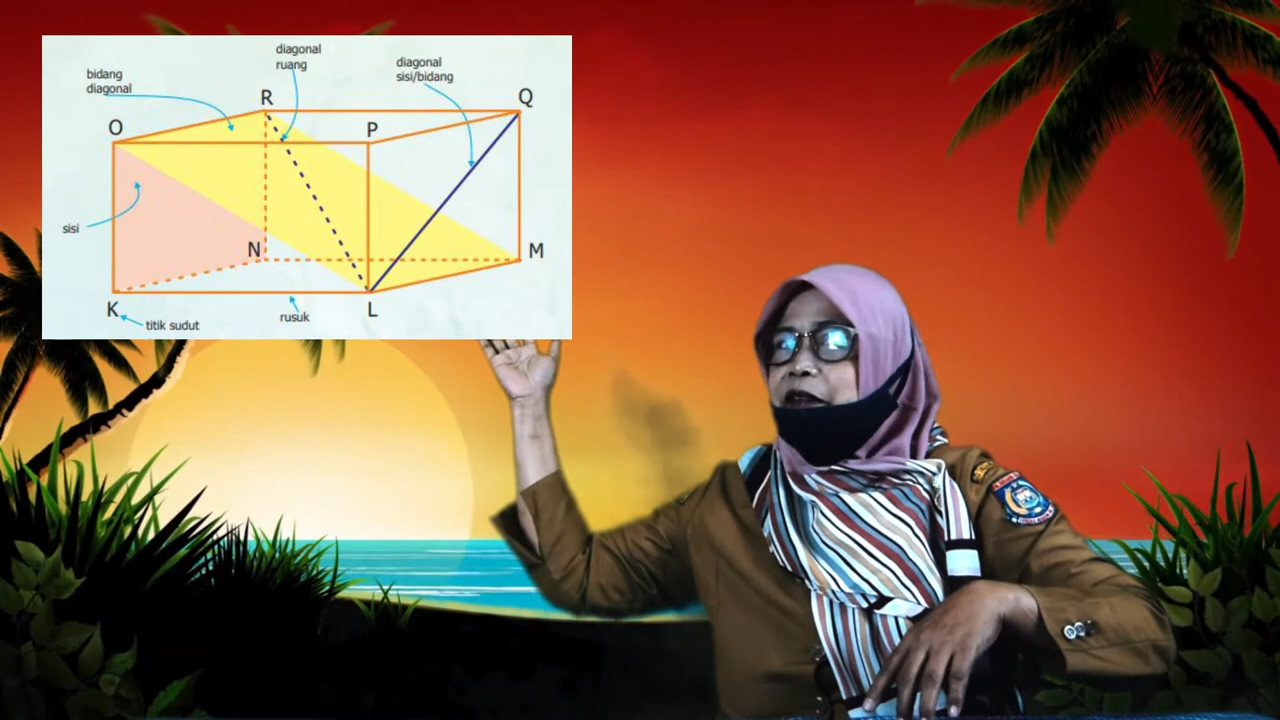 diagonal
ruang
diagonal
sisi/bidang
bidang
diagonal
R
Q
O
P
sisi
N
M
K
L
rusuk
titik sudut